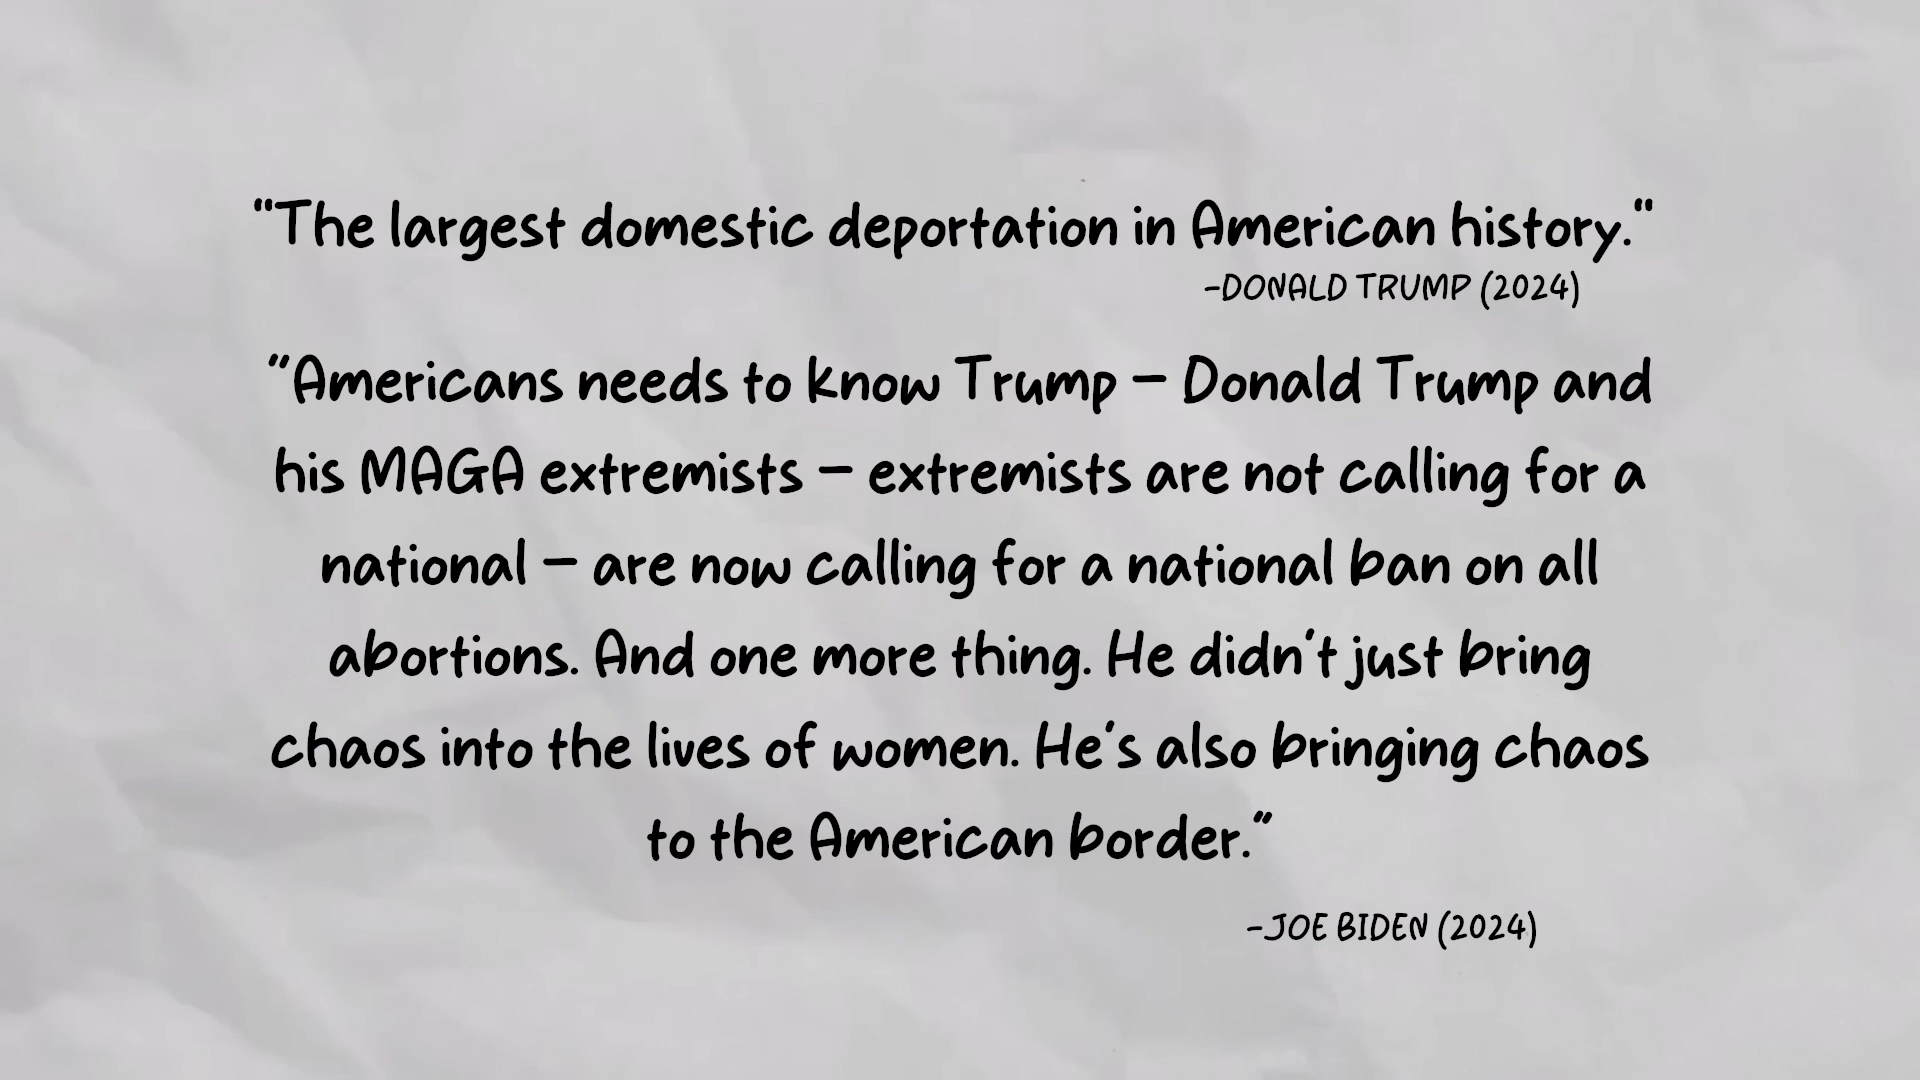 "The largest domestic deportation in American history."
-DONALD TRUMP (2024)
"Americans needs to know Trump – Donald Trump and
his MAGA extremists – extremists are not calling for a
national – are now calling for a national ban on all
abortions. And one more thing. He didn't just bring
chaos into the lives of women. He's also bringing chaos
to the American border."
-JOE BIDEN (2024)